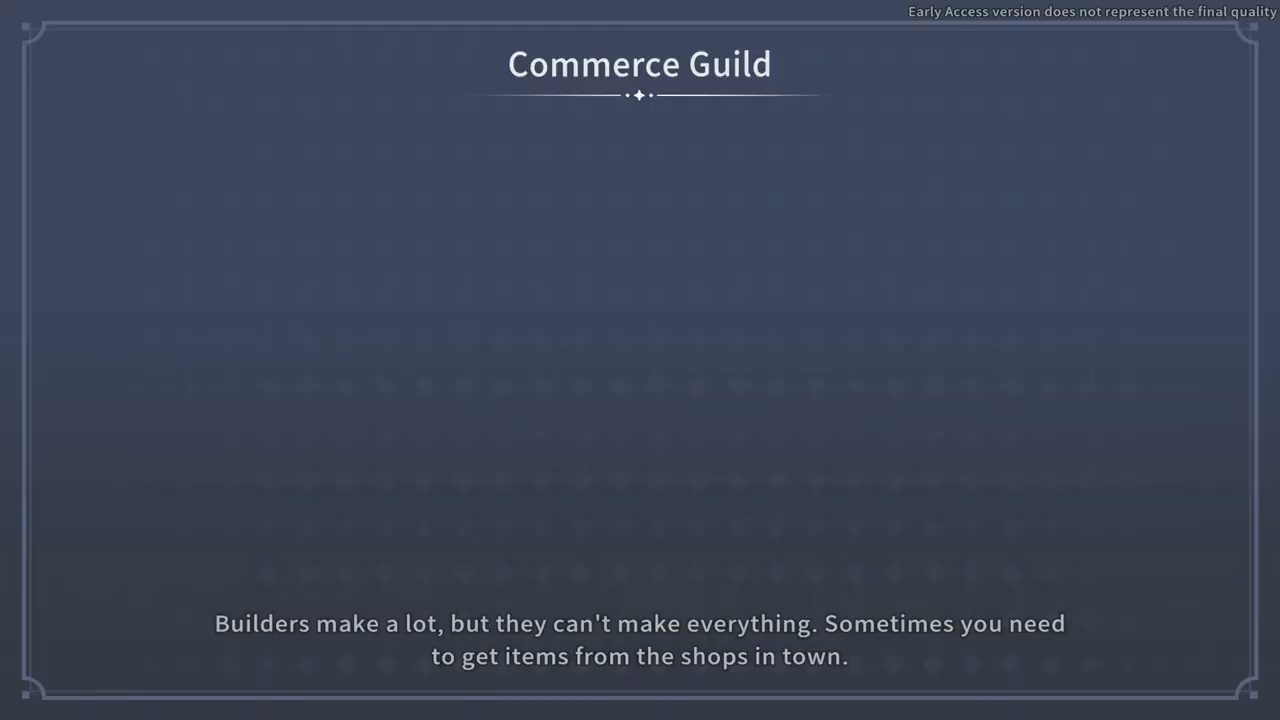 Early Access version does not represent the final quality
Commerce Guild
Builders make a lot, but they can't make everything. Sometimes you need
to get items from the shops in town.